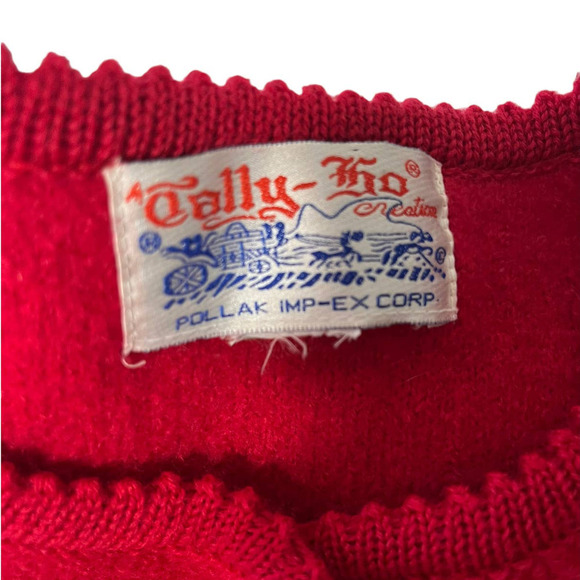 A Tally-Ho®
Creation
® ®
POLLAK IMP-EX CORP.